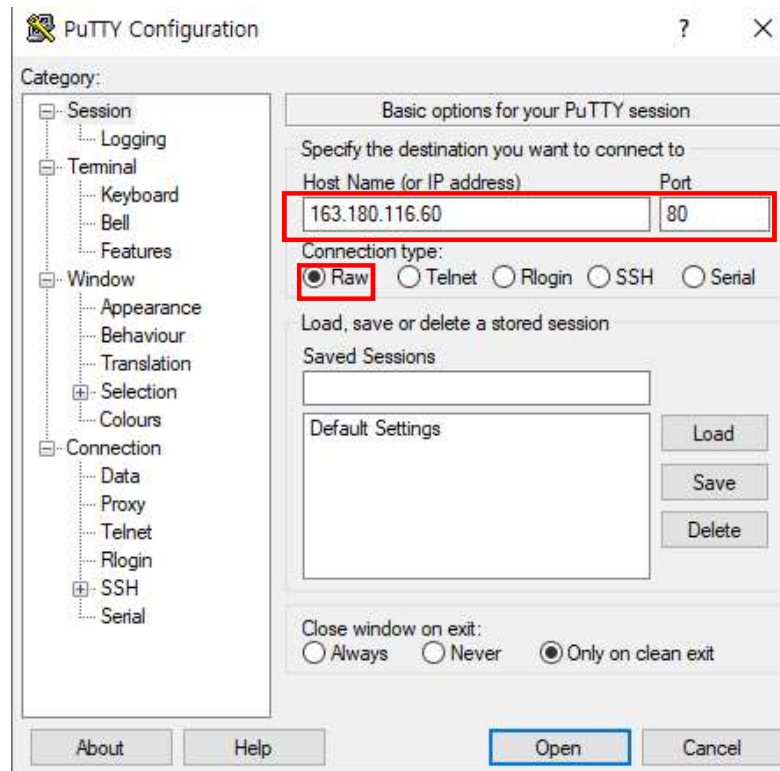 PuTTY Configuration ? ×
Category:
Session
Logging
Terminal
Keyboard
Bell
Features
Window
Appearance
Behaviour
Translation
Selection
Colours
Connection
Data
Proxy
Telnet
Rlogin
SSH
Serial
Basic options for your PuTTY session
Specify the destination you want to connect to
Host Name (or IP address) Port
163.180.116.60 80
Connection type:
Raw Telnet Rlogin SSH Serial
Load, save or delete a stored session
Saved Sessions
Default Settings
Load
Save
Delete
Close window on exit:
Always Never Only on clean exit
About Help Open Cancel